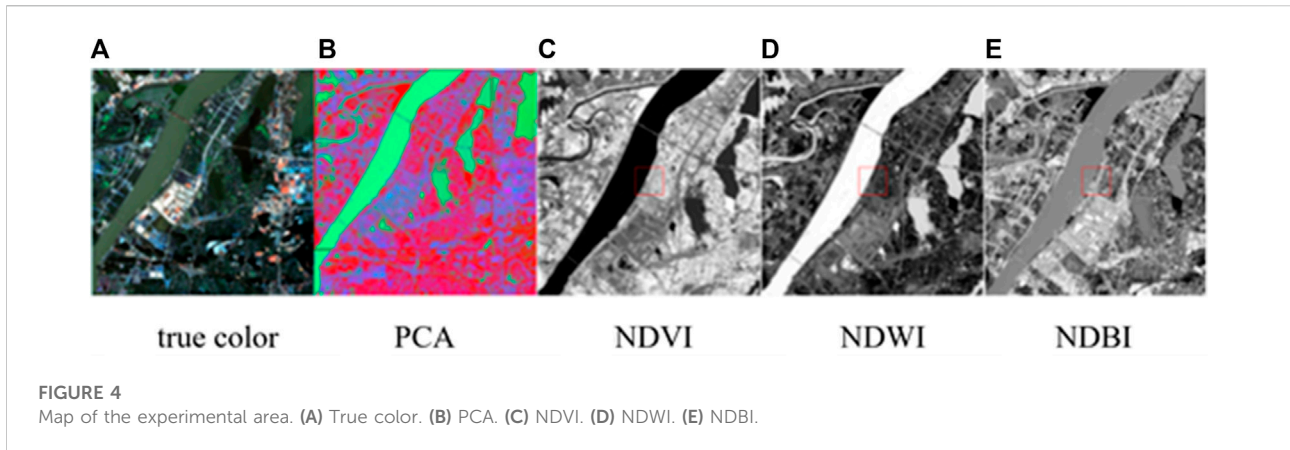 A B C D E
true color PCA NDVI NDWI NDBI
FIGURE 4
Map of the experimental area. (A) True color. (B) PCA. (C) NDVI. (D) NDWI. (E) NDBI.